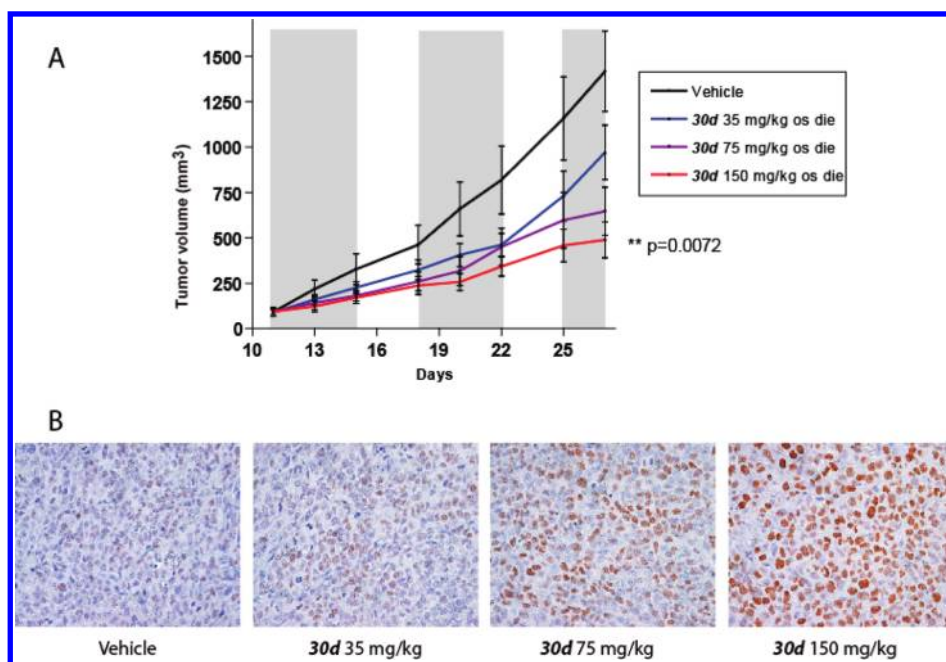 A
Tumor volume (mm³)
1500
1250
1000
750
500
250
0
10 13 16 19 22 25
Days
Vehicle
30d 35 mg/kg os die
30d 75 mg/kg os die
30d 150 mg/kg os die
** p=0.0072
B
Vehicle 30d 35 mg/kg 30d 75 mg/kg 30d 150 mg/kg